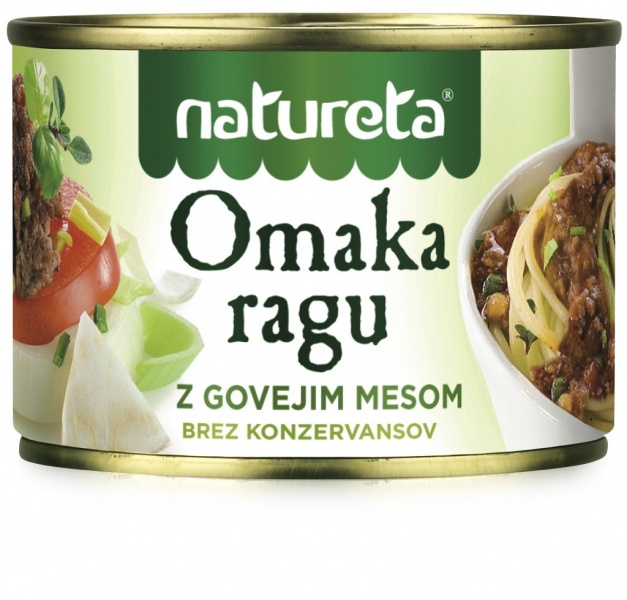 natureta®
Omaka
ragu
Z GOVEJIM MESOM
BREZ KONZERVANSOV